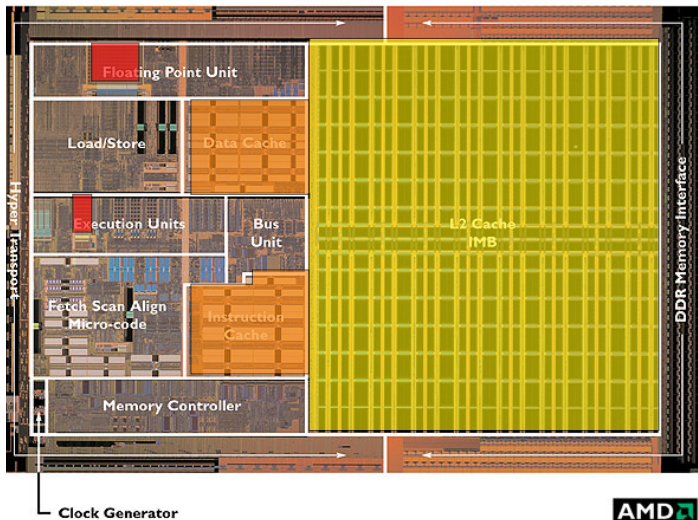 Floating Point Unit
Load/Store
Data Cache
Hyper Transport
Execution Units
Bus
Unit
L2 Cache
IMB
DDR Memory Interface
Fetch Scan Align
Micro-code
Instruction
Cache
Memory Controller
Clock Generator
AMD